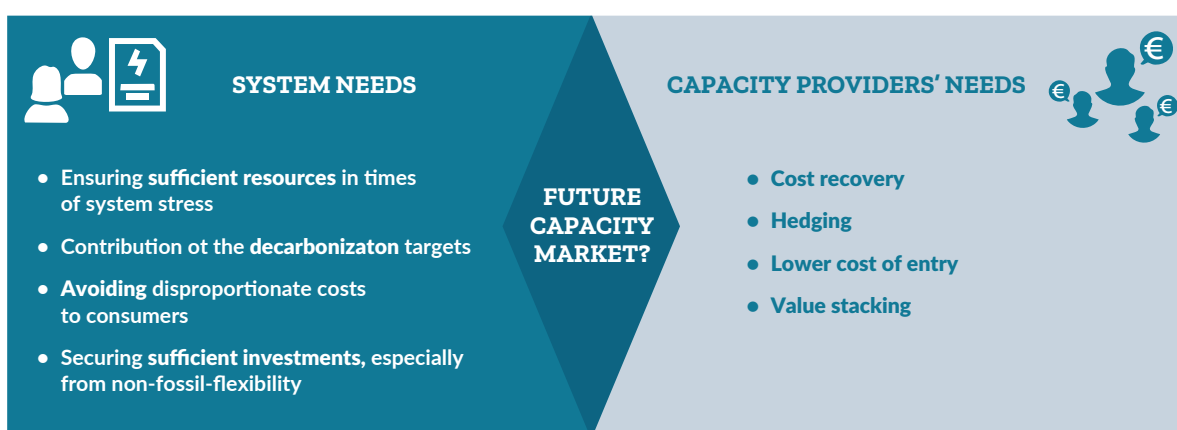 SYSTEM NEEDS
• Ensuring sufficient resources in times
of system stress
• Contribution ot the decarbonizaton targets
• Avoiding disproportionate costs
to consumers
• Securing sufficient investments, especially
from non-fossil-flexibility
FUTURE
CAPACITY
MARKET?
CAPACITY PROVIDERS' NEEDS
€
€
€
• Cost recovery
• Hedging
• Lower cost of entry
• Value stacking